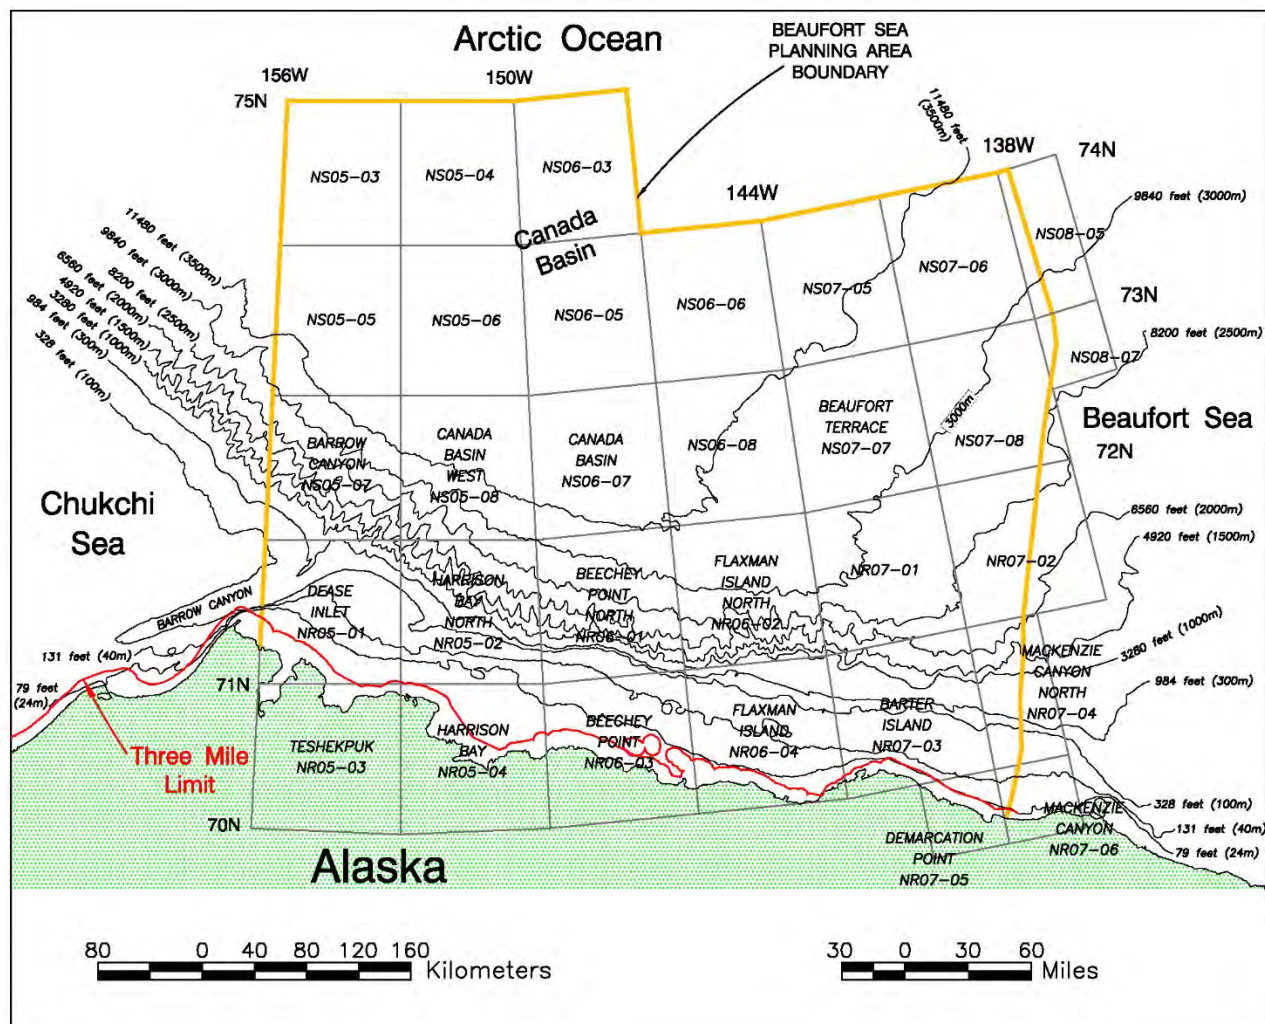 Arctic Ocean
BEAUFORT SEA
PLANNING AREA
BOUNDARY
156W
150W
75N
11480 feet
(3500m)
138W
74N
144W
NS05-03
NS05-04
NS06-03
9840 feet (3000m)
Canada
Basin
NS08-05
11480 feet (3500m)
9840 feet (3000m)
8200 feet (2500m)
6560 feet (2000m)
4920 feet (1500m)
3280 feet (1000m)
984 feet (300m)
328 feet (100m)
NS07-06
NS07-05
NS06-06
73N
NS05-05
NS05-06
NS06-05
8200 feet (2500m)
NS08-07
3000m
BEAUFORT
TERRACE
NS07-07
Beaufort Sea
72N
BARROW
CANYON
NS05-07
CANADA
BASIN
WEST
NS05-08
CANADA
BASIN
NS06-07
NS06-08
NS07-08
Chukchi
Sea
6560 feet (2000m)
4920 feet (1500m)
NR07-02
NR07-01
FLAXMAN
ISLAND
NORTH
NR06-02
BEECHEY
POINT
NORTH
NR06-01
HARRISON
BAY
NORTH
NR05-02
DEASE
INLET
NR05-01
BARROW CANYON
3280 feet (1000m)
131 feet (40m)
MACKENZIE
CANYON
NORTH
NR07-04
984 feet (300m)
71N
79 feet
(24m)
BARTER
ISLAND
NR07-03
FLAXMAN
ISLAND
NR06-04
BEECHEY
POINT
NR06-03
HARRISON
BAY
NR05-04
TESHEKPUK
NR05-03
Three Mile
Limit
328 feet (100m)
MACKENZIE
CANYON
NR07-06
131 feet (40m)
79 feet (24m)
70N
DEMARCATION
POINT
NR07-05
Alaska
80 0 40 80 120 160
Kilometers
30 0 30 60
Miles